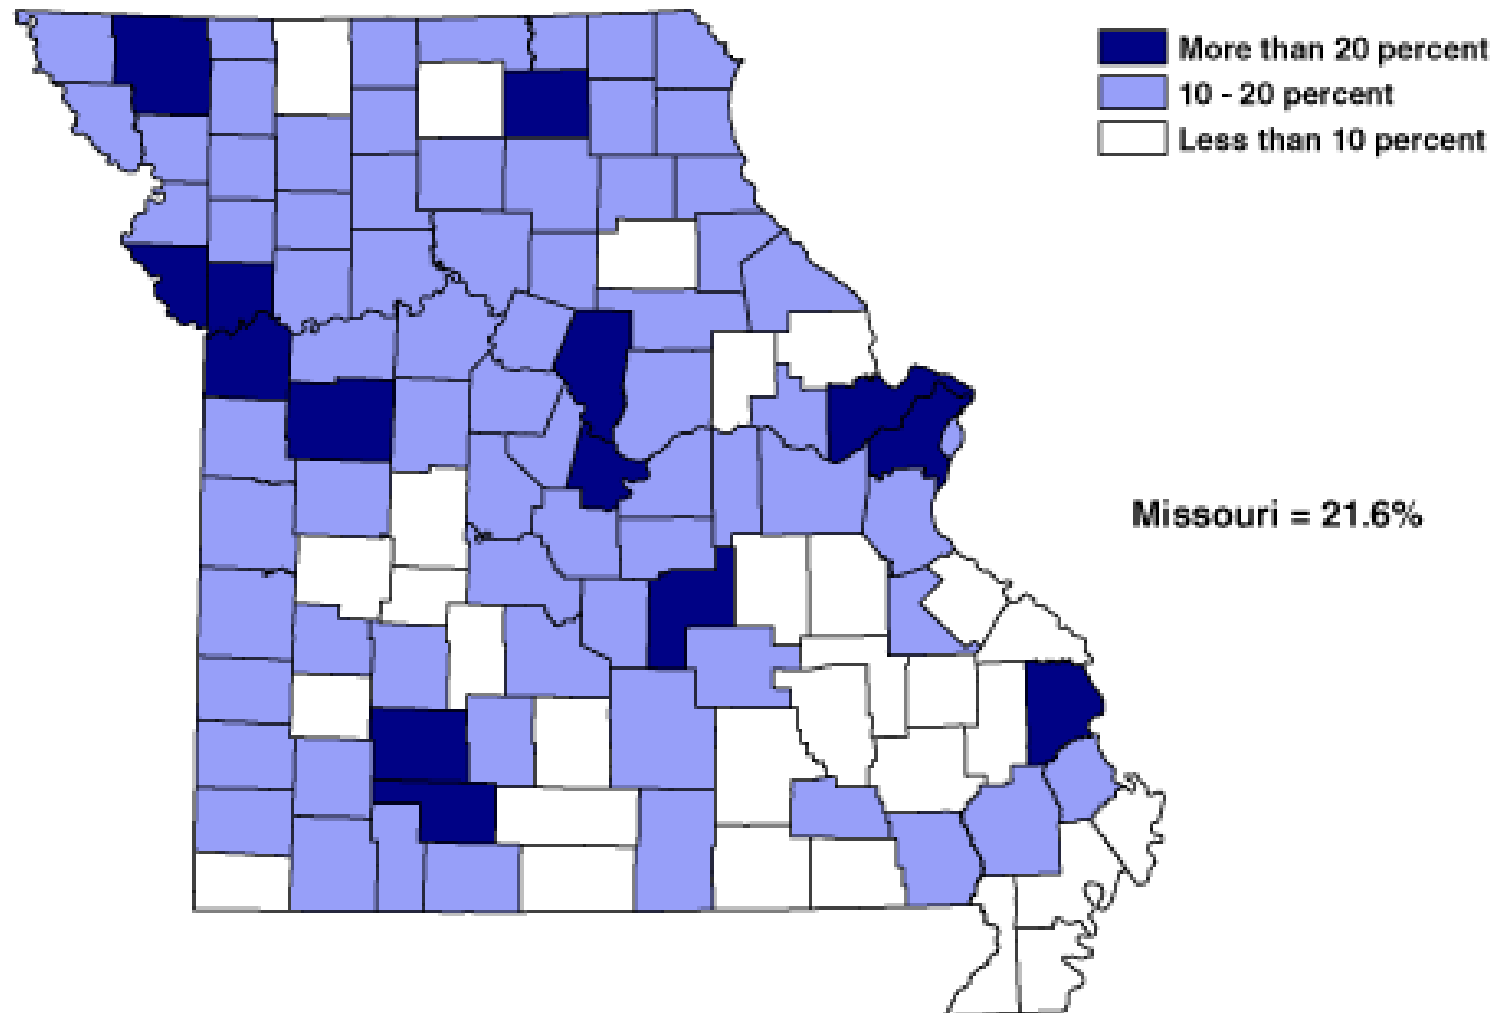 More than 20 percent
10 - 20 percent
Less than 10 percent
Missouri = 21.6%